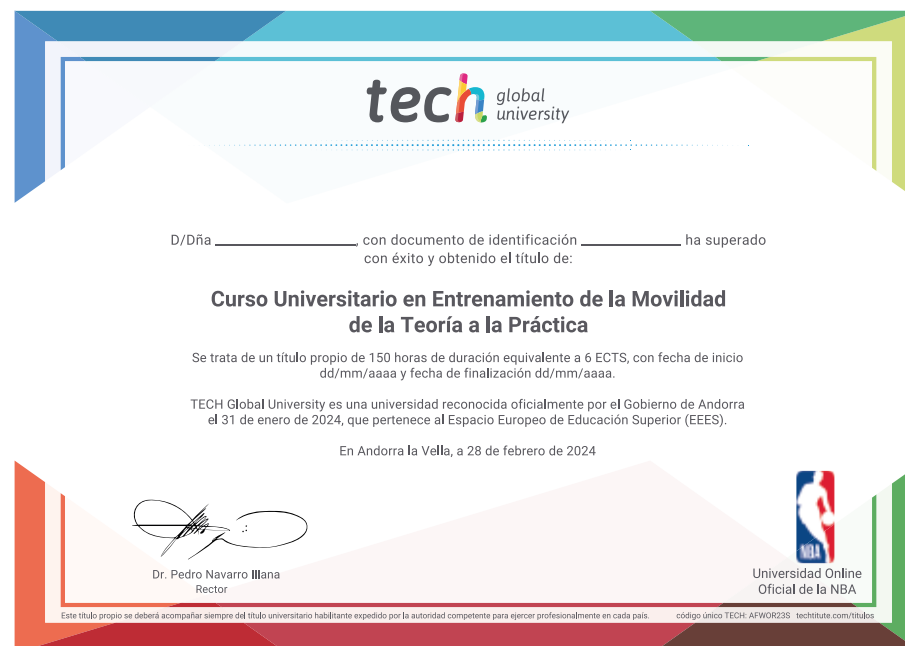 tech global
university
D/Dña ______________, con documento de identificación __________ ha superado
con éxito y obtenido el título de:
Curso Universitario en Entrenamiento de la Movilidad
de la Teoría a la Práctica
Se trata de un título propio de 150 horas de duración equivalente a 6 ECTS, con fecha de inicio
dd/mm/aaaa y fecha de finalización dd/mm/aaaa.
TECH Global University es una universidad reconocida oficialmente por el Gobierno de Andorra
el 31 de enero de 2024, que pertenece al Espacio Europeo de Educación Superior (EEES).
En Andorra la Vella, a 28 de febrero de 2024
Dr. Pedro Navarro Illana
Rector
NBA
Universidad Online
Oficial de la NBA
Este título propio se deberá acompañar siempre del título universitario habilitante expedido por la autoridad competente para ejercer profesionalmente en cada país. código único TECH: AFWOR23S techtitute.com/titulos